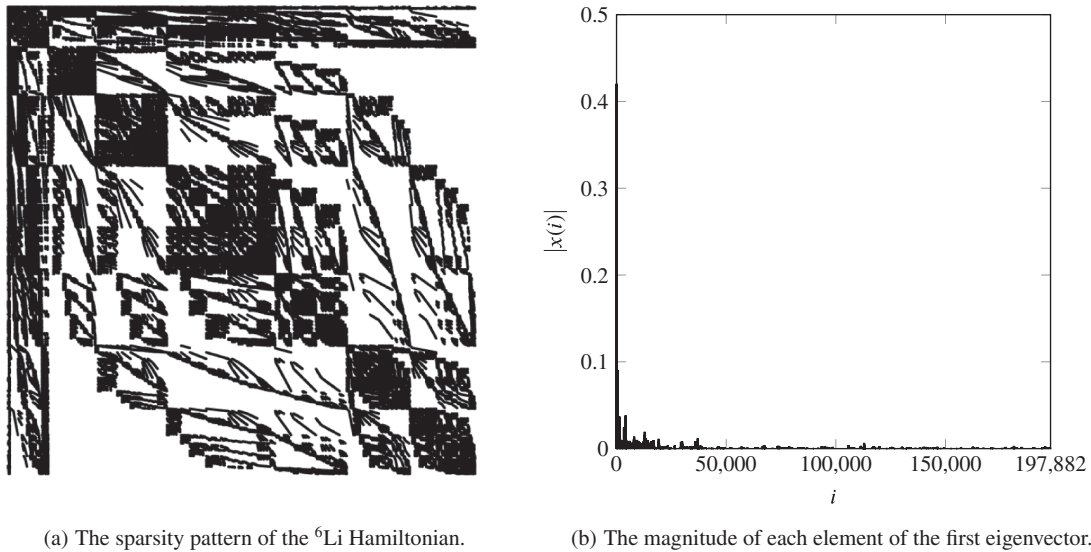 0.5
0.4
0.3
0.2
0.1
0
|x(i)|
0 50,000 100,000 150,000 197,882
i
(a) The sparsity pattern of the ⁶Li Hamiltonian.
(b) The magnitude of each element of the first eigenvector.